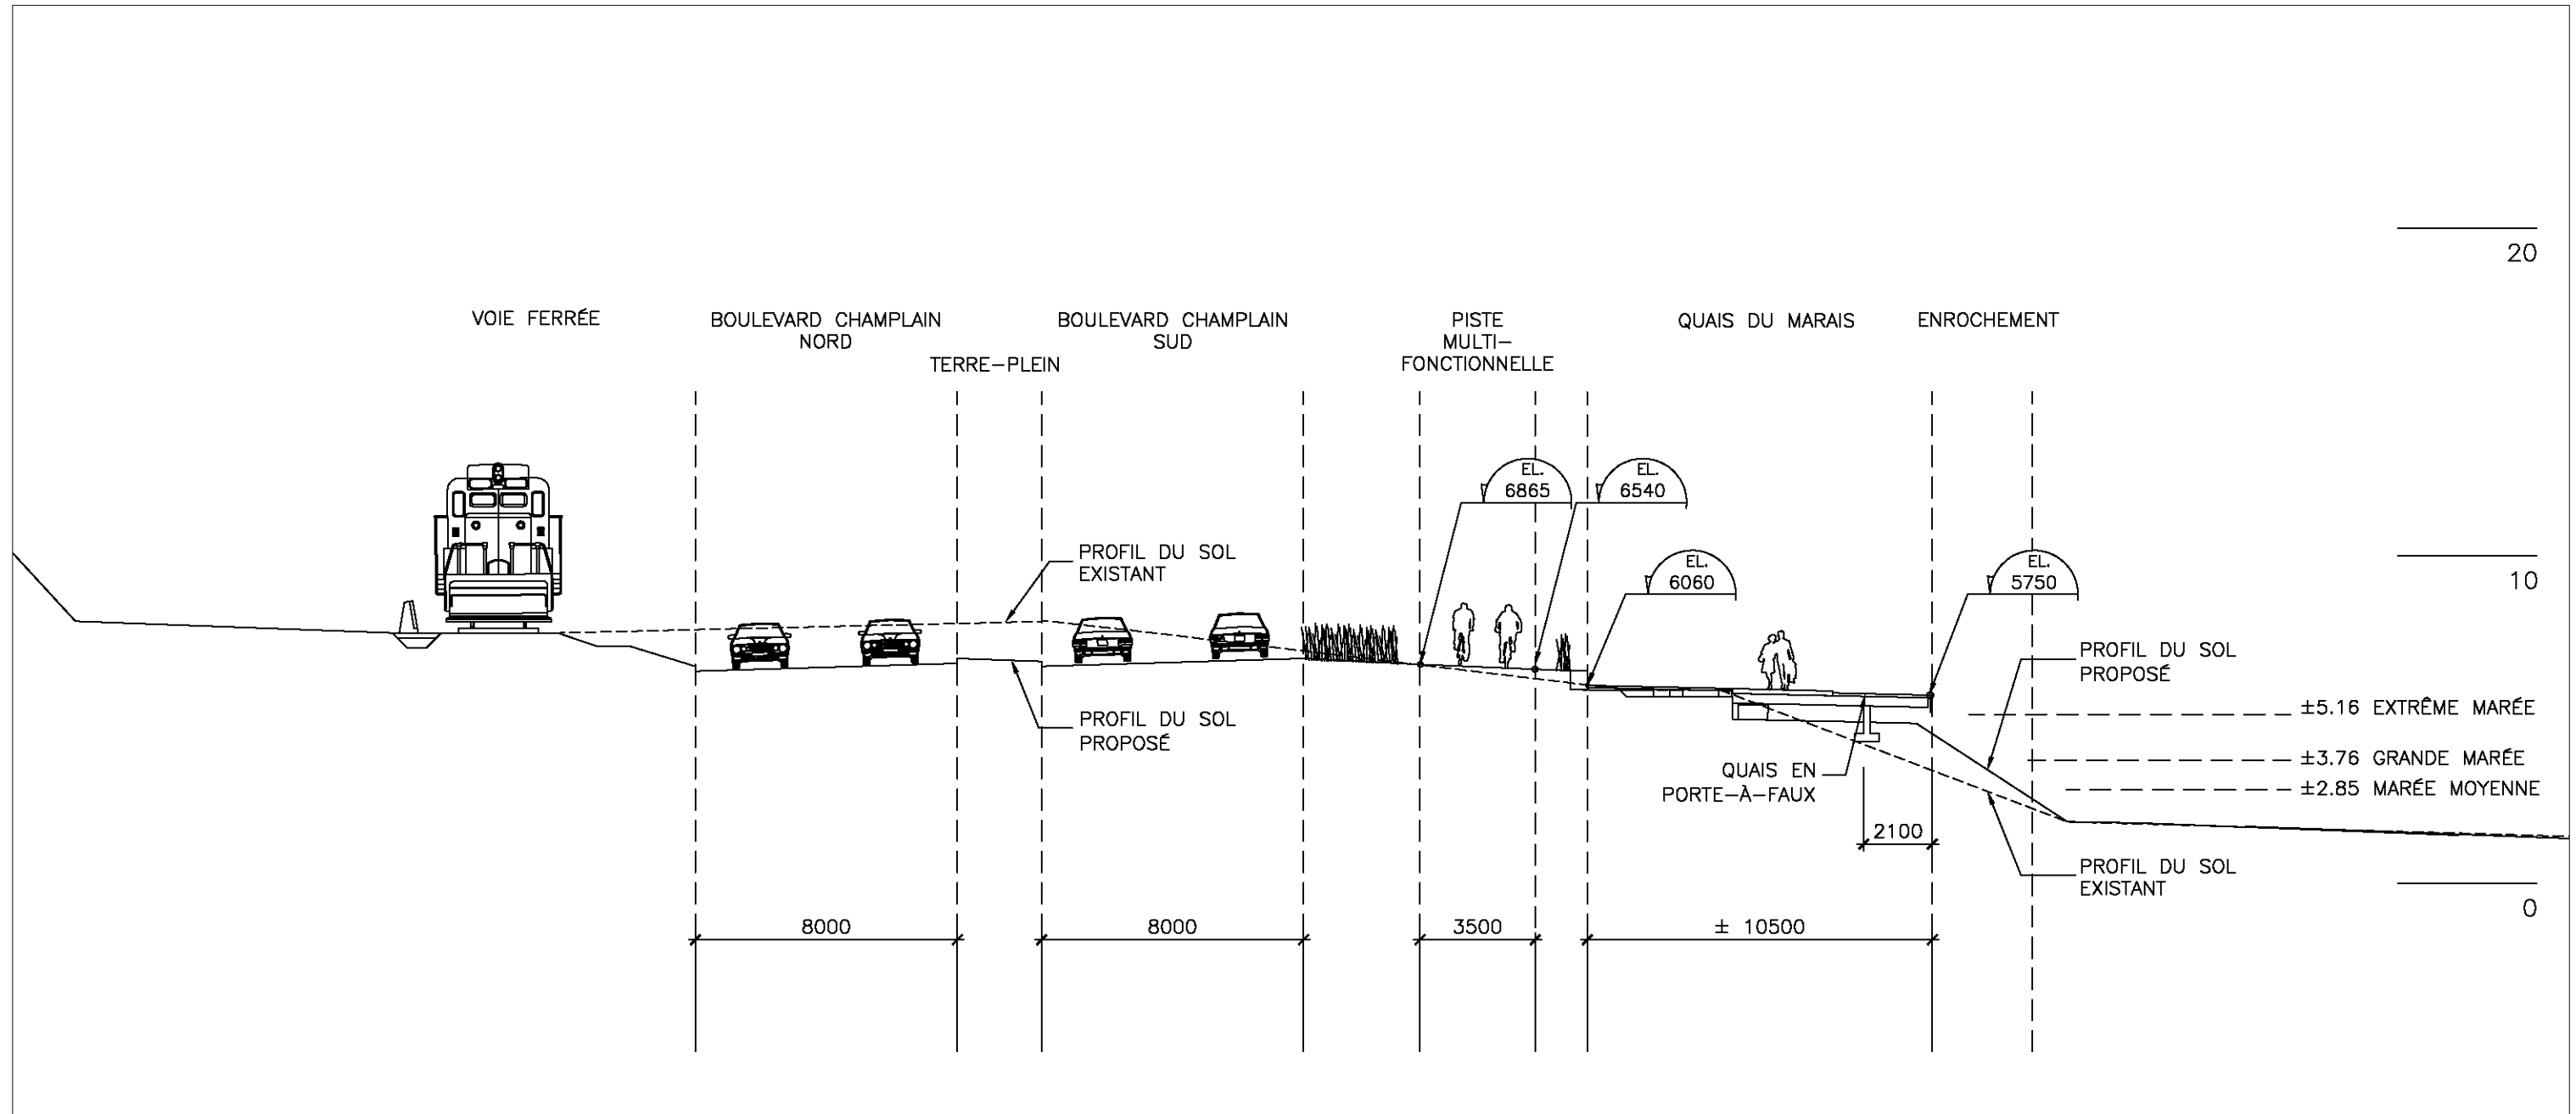 20
VOIE FERRÉE
BOULEVARD CHAMPLAIN
NORD
TERRE-PLEIN
BOULEVARD CHAMPLAIN
SUD
PISTE
MULTI-
FONCTIONNELLE
QUAIS DU MARAIS
ENROCHEMENT
EL.
6865
EL.
6540
EL.
6060
EL.
5750
10
PROFIL DU SOL
EXISTANT
PROFIL DU SOL
PROPOSÉ
PROFIL DU SOL
PROPOSÉ
±5.16 EXTRÊME MARÉE
±3.76 GRANDE MARÉE
±2.85 MARÉE MOYENNE
QUAIS EN
PORTE-À-FAUX
2100
PROFIL DU SOL
EXISTANT
0
8000
8000
3500
± 10500